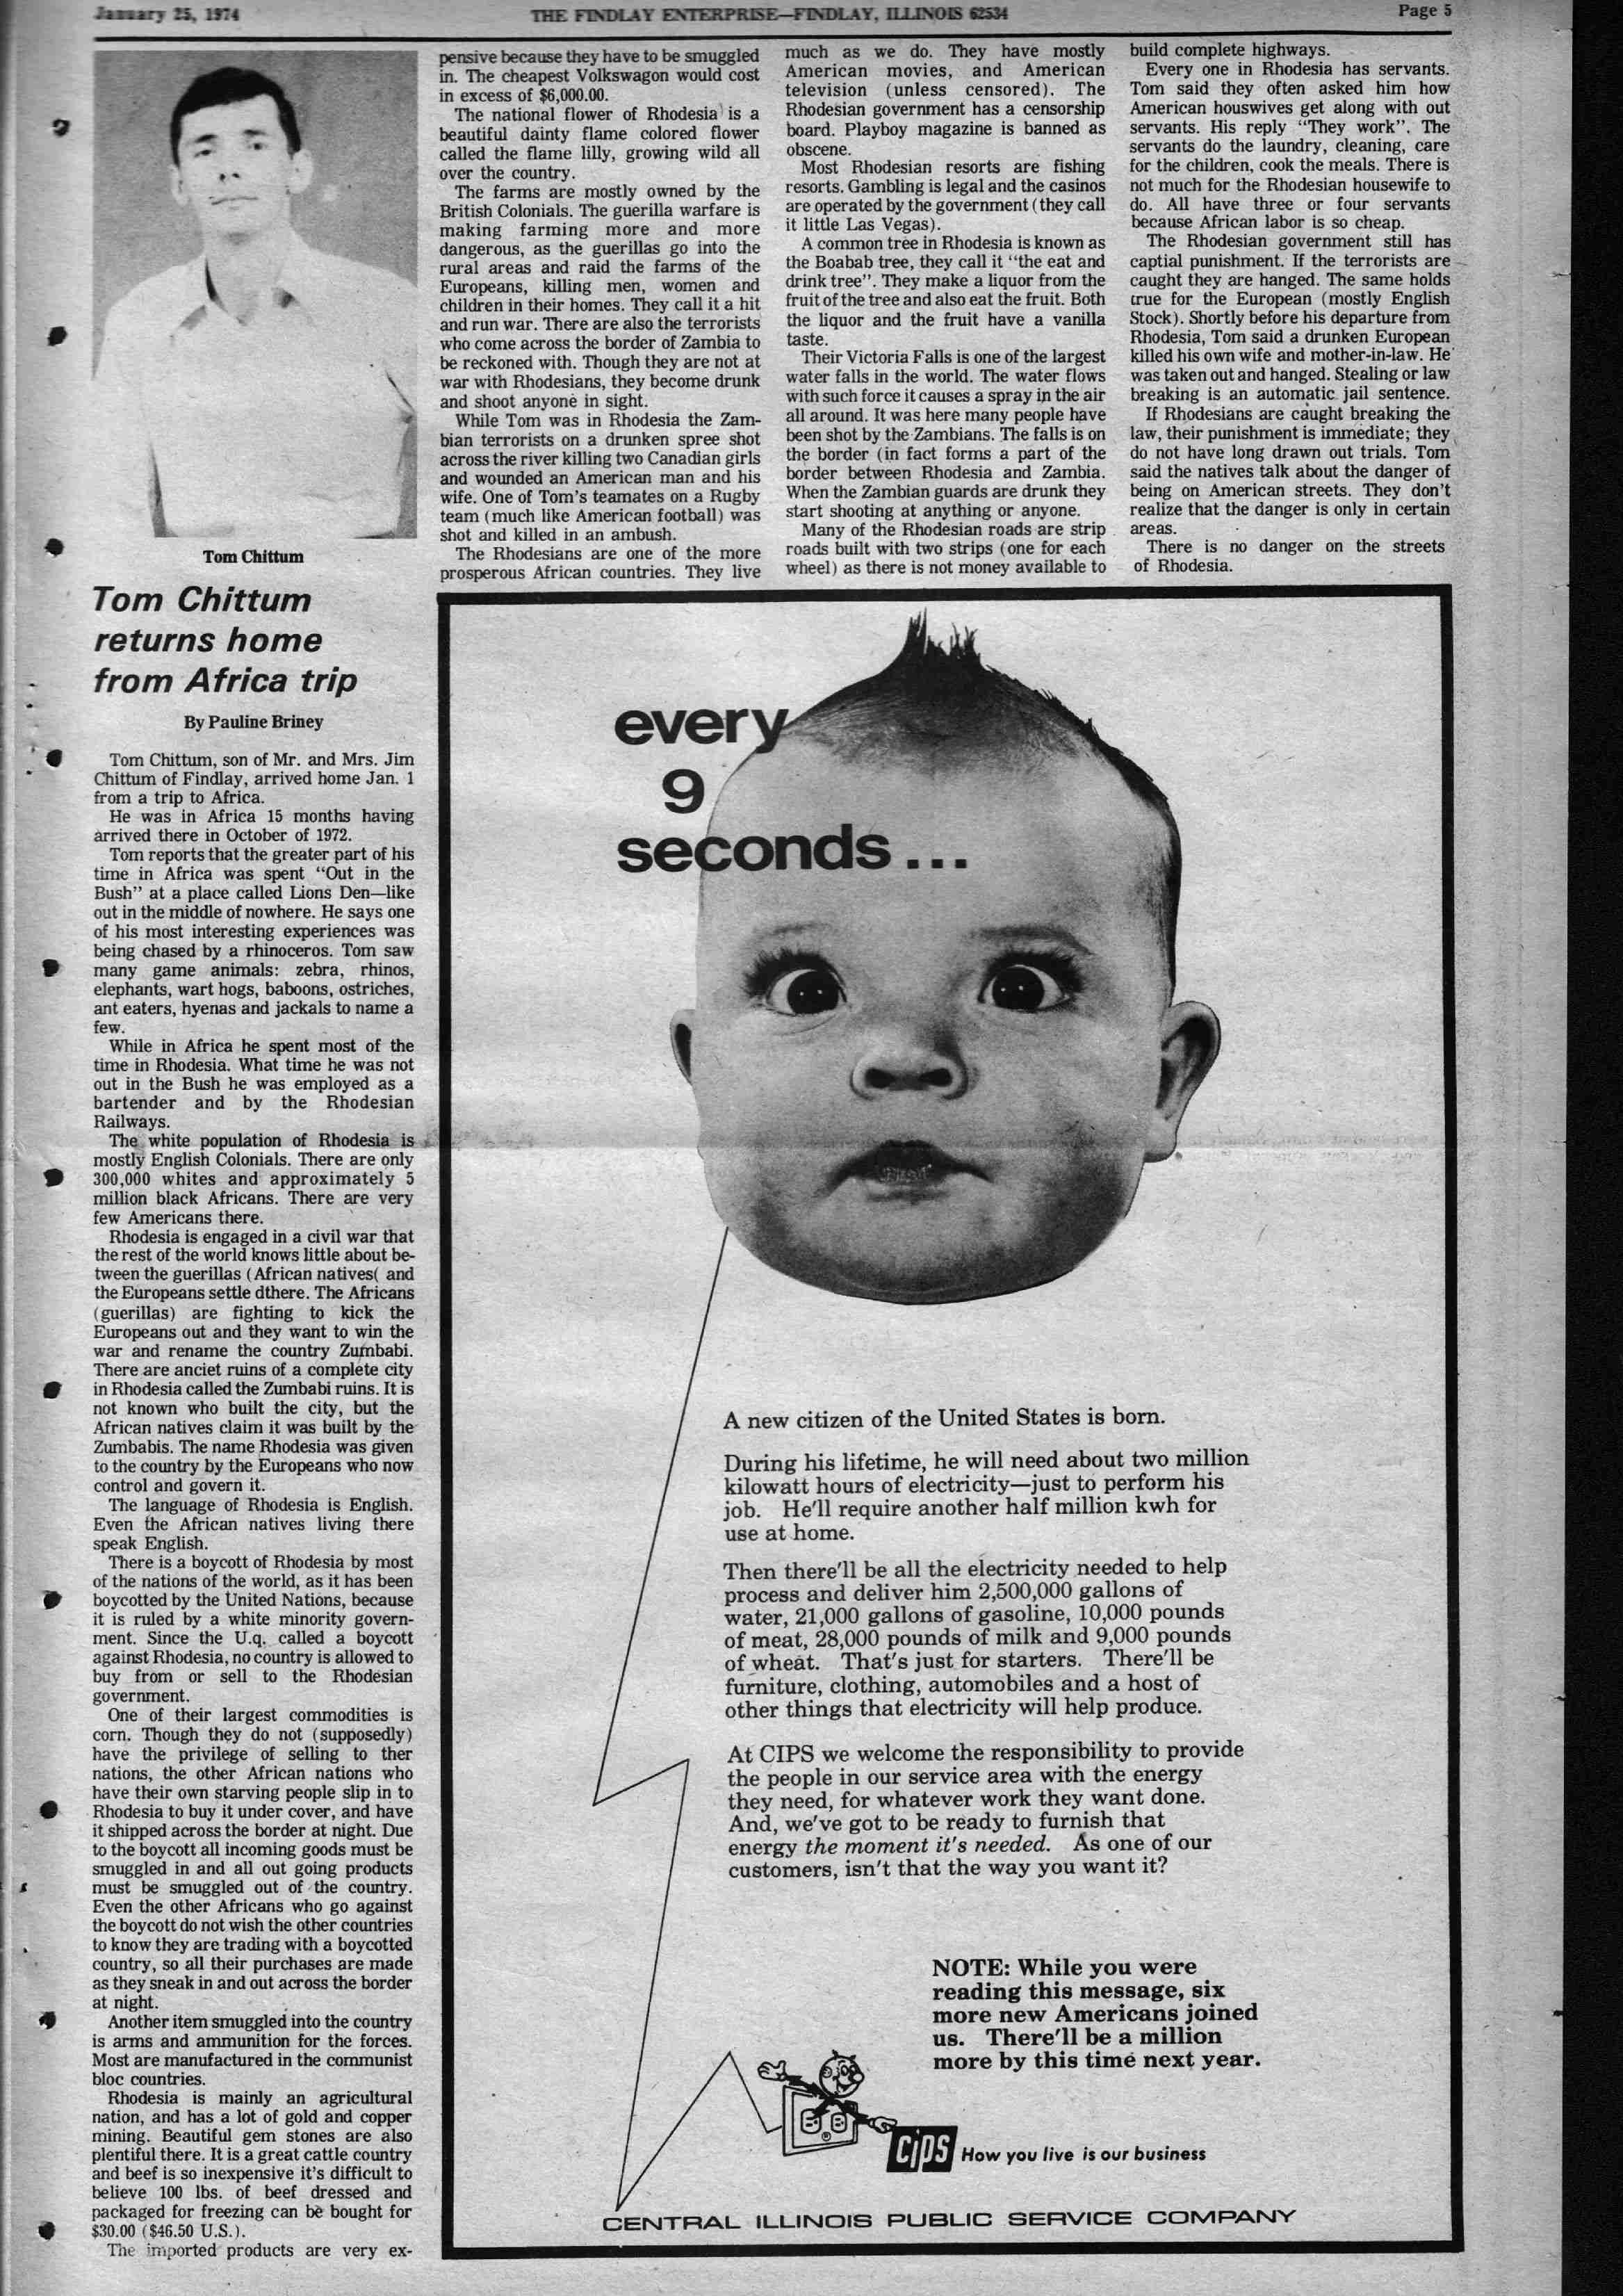 January 25, 1974
THE FINDLAY ENTERPRISE—FINDLAY, ILLINOIS 62534
Page 5
Tom Chittum
Tom Chittum
returns home
from Africa trip
By Pauline Briney
Tom Chittum, son of Mr. and Mrs. Jim
Chittum of Findlay, arrived home Jan. 1
from a trip to Africa.
He was in Africa 15 months having
arrived there in October of 1972.
Tom reports that the greater part of his
time in Africa was spent "Out in the
Bush" at a place called Lions Den—like
out in the middle of nowhere. He says one
of his most interesting experiences was
being chased by a rhinoceros. Tom saw
many game animals: zebra, rhinos,
elephants, wart hogs, baboons, ostriches,
ant eaters, hyenas and jackals to name a
few.
While in Africa he spent most of the
time in Rhodesia. What time he was not
out in the Bush he was employed as a
bartender and by the Rhodesian
Railways.
The white population of Rhodesia is
mostly English Colonials. There are only
300,000 whites and approximately 5
million black Africans. There are very
few Americans there.
Rhodesia is engaged in a civil war that
the rest of the world knows little about be-
tween the guerillas (African natives( and
the Europeans settle dthere. The Africans
(guerillas) are fighting to kick the
Europeans out and they want to win the
war and rename the country Zumbabi.
There are anciet ruins of a complete city
in Rhodesia called the Zumbabi ruins. It is
not known who built the city, but the
African natives claim it was built by the
Zumbabis. The name Rhodesia was given
to the country by the Europeans who now
control and govern it.
The language of Rhodesia is English.
Even the African natives living there
speak English.
There is a boycott of Rhodesia by most
of the nations of the world, as it has been
boycotted by the United Nations, because
it is ruled by a white minority govern-
ment. Since the U.q. called a boycott
against Rhodesia, no country is allowed to
buy from or sell to the Rhodesian
government.
One of their largest commodities is
corn. Though they do not (supposedly)
have the privilege of selling to ther
nations, the other African nations who
have their own starving people slip in to
Rhodesia to buy it under cover, and have
it shipped across the border at night. Due
to the boycott all incoming goods must be
smuggled in and all out going products
must be smuggled out of the country.
Even the other Africans who go against
the boycott do not wish the other countries
to know they are trading with a boycotted
country, so all their purchases are made
as they sneak in and out across the border
at night.
Another item smuggled into the country
is arms and ammunition for the forces.
Most are manufactured in the communist
bloc countries.
Rhodesia is mainly an agricultural
nation, and has a lot of gold and copper
mining. Beautiful gem stones are also
plentiful there. It is a great cattle country
and beef is so inexpensive it's difficult to
believe 100 lbs. of beef dressed and
packaged for freezing can be bought for
$30.00 ($46.50 U.S.).
The imported products are very ex-
pensive because they have to be smuggled
in. The cheapest Volkswagon would cost
in excess of $6,000.00.
The national flower of Rhodesia is a
beautiful dainty flame colored flower
called the flame lilly, growing wild all
over the country.
The farms are mostly owned by the
British Colonials. The guerilla warfare is
making farming more and more
dangerous, as the guerillas go into the
rural areas and raid the farms of the
Europeans, killing men, women and
children in their homes. They call it a hit
and run war. There are also the terrorists
who come across the border of Zambia to
be reckoned with. Though they are not at
war with Rhodesians, they become drunk
and shoot anyone in sight.
While Tom was in Rhodesia the Zam-
bian terrorists on a drunken spree shot
across the river killing two Canadian girls
and wounded an American man and his
wife. One of Tom's teamates on a Rugby
team (much like American football) was
shot and killed in an ambush.
The Rhodesians are one of the more
prosperous African countries. They live
much as we do. They have mostly
American movies, and American
television (unless censored). The
Rhodesian government has a censorship
board. Playboy magazine is banned as
obscene.
Most Rhodesian resorts are fishing
resorts. Gambling is legal and the casinos
are operated by the government (they call
it little Las Vegas).
A common tree in Rhodesia is known as
the Boabab tree, they call it "the eat and
drink tree". They make a liquor from the
fruit of the tree and also eat the fruit. Both
the liquor and the fruit have a vanilla
taste.
Their Victoria Falls is one of the largest
water falls in the world. The water flows
with such force it causes a spray in the air
all around. It was here many people have
been shot by the Zambians. The falls is on
the border (in fact forms a part of the
border between Rhodesia and Zambia.
When the Zambian guards are drunk they
start shooting at anything or anyone.
Many of the Rhodesian roads are strip
roads built with two strips (one for each
wheel) as there is not money available to
build complete highways.
Every one in Rhodesia has servants.
Tom said they often asked him how
American houswives get along with out
servants. His reply "They work". The
servants do the laundry, cleaning, care
for the children, cook the meals. There is
not much for the Rhodesian housewife to
do. All have three or four servants
because African labor is so cheap.
The Rhodesian government still has
captial punishment. If the terrorists are
caught they are hanged. The same holds
true for the European (mostly English
Stock). Shortly before his departure from
Rhodesia, Tom said a drunken European
killed his own wife and mother-in-law. He
was taken out and hanged. Stealing or law
breaking is an automatic jail sentence.
If Rhodesians are caught breaking the
law, their punishment is immediate; they
do not have long drawn out trials. Tom
said the natives talk about the danger of
being on American streets. They don't
realize that the danger is only in certain
areas.
There is no danger on the streets
of Rhodesia.
every
9
seconds...
A new citizen of the United States is born.
During his lifetime, he will need about two million
kilowatt hours of electricity—just to perform his
job. He'll require another half million kwh for
use at home.
Then there'll be all the electricity needed to help
process and deliver him 2,500,000 gallons of
water, 21,000 gallons of gasoline, 10,000 pounds
of meat, 28,000 pounds of milk and 9,000 pounds
of wheat. That's just for starters. There'll be
furniture, clothing, automobiles and a host of
other things that electricity will help produce.
At CIPS we welcome the responsibility to provide
the people in our service area with the energy
they need, for whatever work they want done.
And, we've got to be ready to furnish that
energy the moment it's needed. As one of our
customers, isn't that the way you want it?
NOTE: While you were
reading this message, six
more new Americans joined
us. There'll be a million
more by this time next year.
CIPS How you live is our business
CENTRAL ILLINOIS PUBLIC SERVICE COMPANY